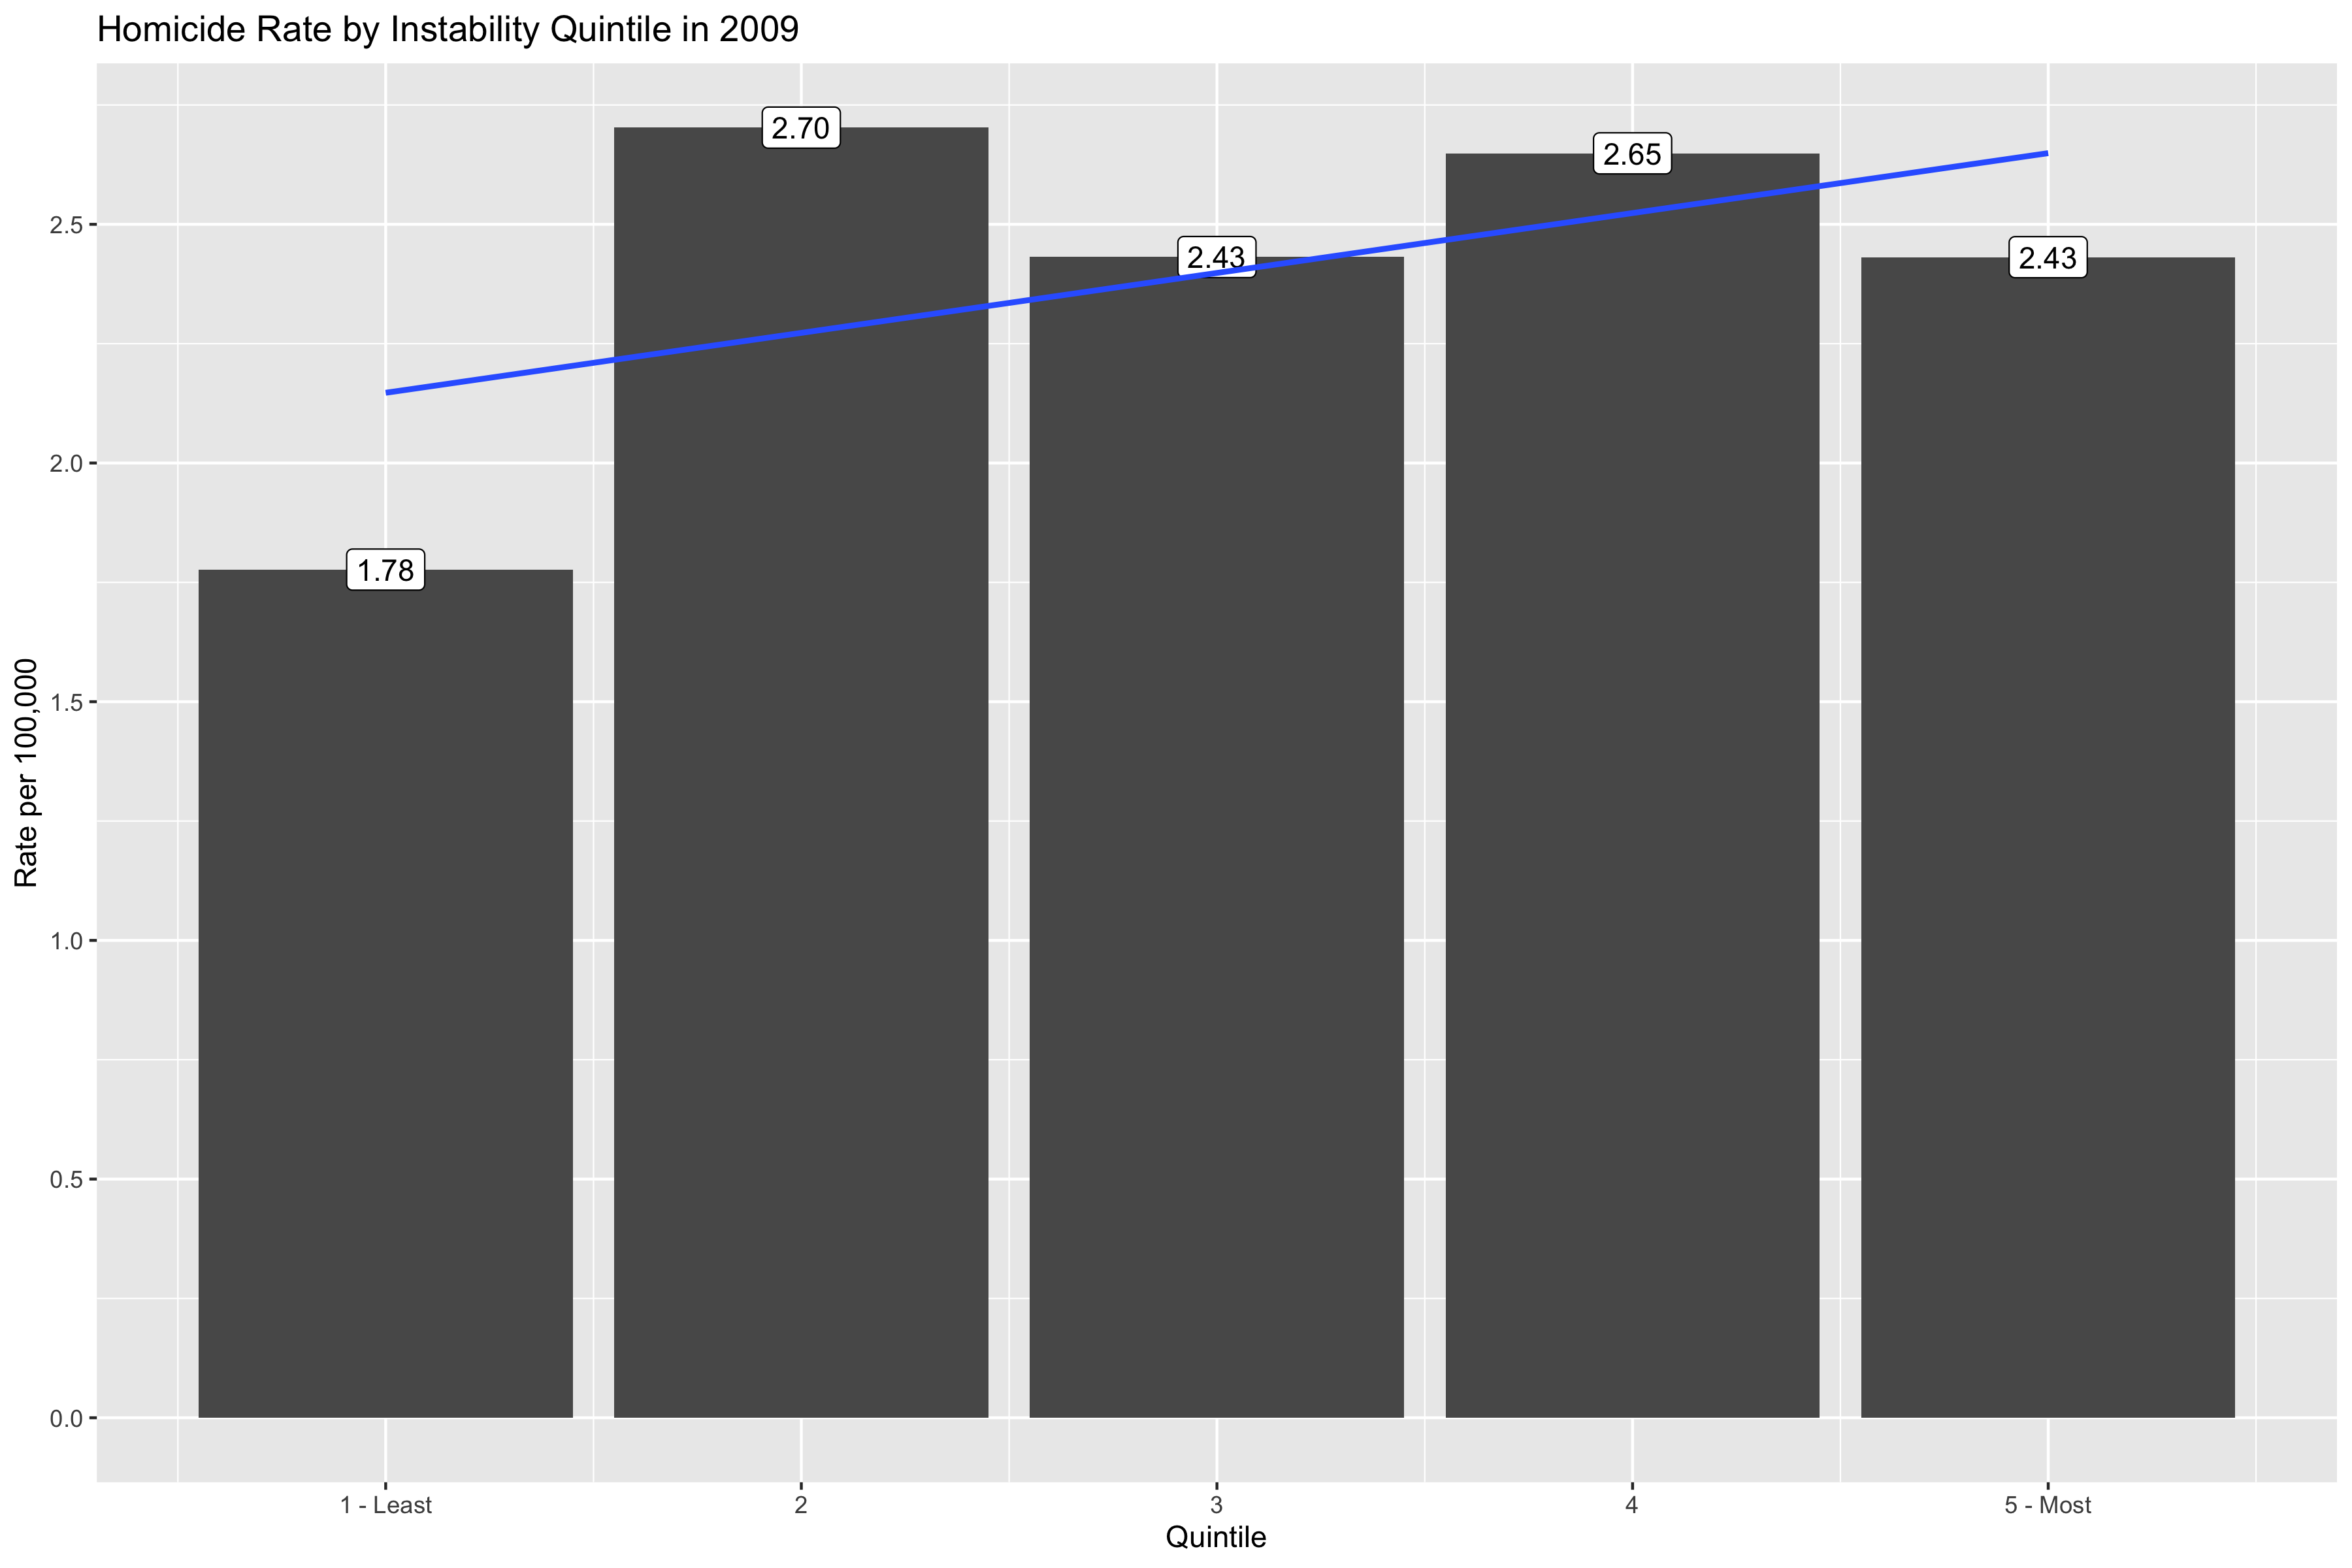 Homicide Rate by Instability Quintile in 2009
Rate per 100,000
2.5
2.0
1.5
1.0
0.5
0.0
1.78
2.70
2.43
2.65
2.43
1 - Least
2
3
4
5 - Most
Quintile